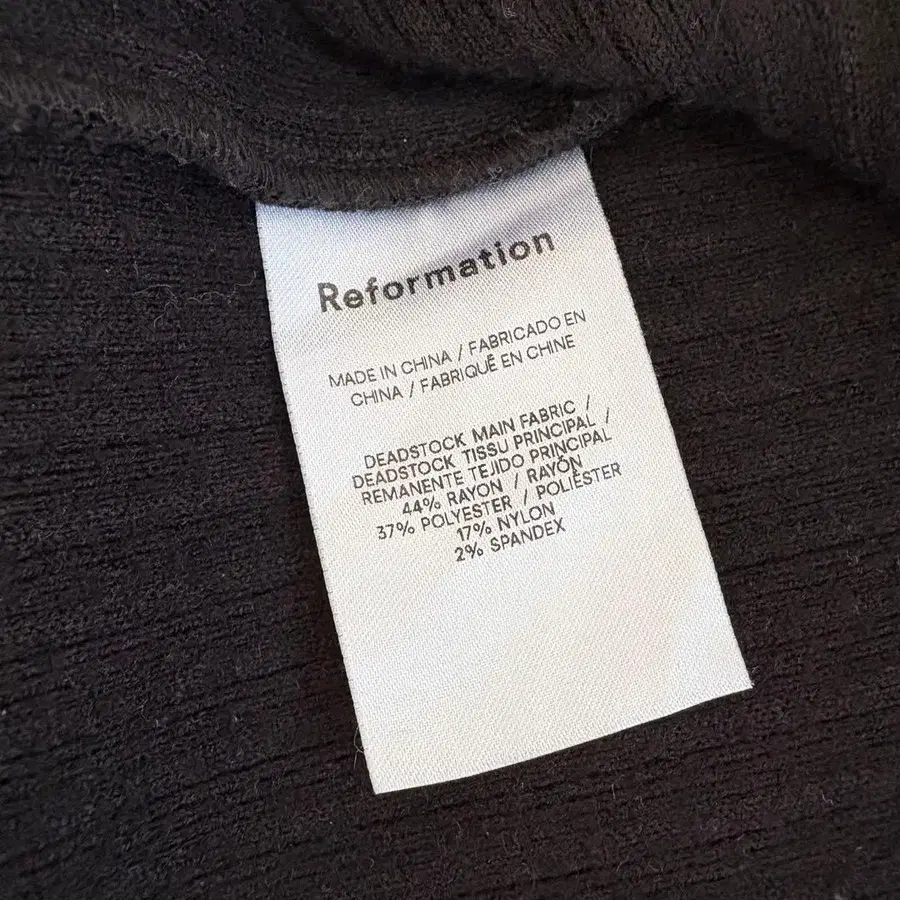 Reformation
MADE IN CHINA / FABRICADO EN
CHINA / FABRIQUÉ EN CHINE
DEADSTOCK MAIN FABRIC /
DEADSTOCK TISSU PRINCIPAL /
REMANENTE TEJIDO PRINCIPAL
44% RAYON / RAYÓN
37% POLYESTER / POLIÉSTER
17% NYLON
2% SPANDEX